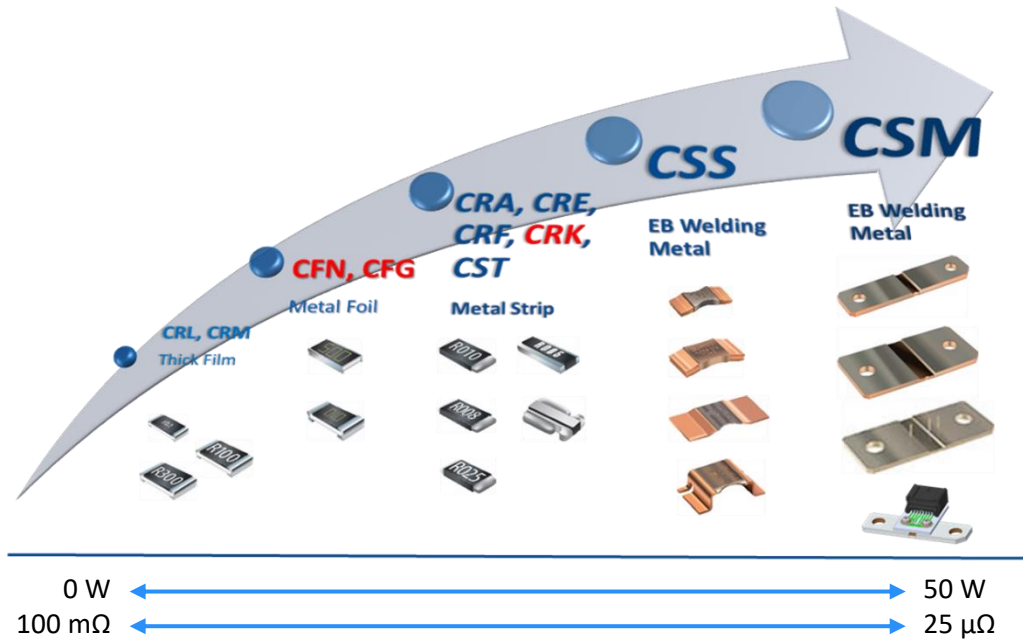 CSM
CSS
CRA, CRE,
CRF, CRK,
CST
CFN, CFG
CRL, CRM
EB Welding
Metal
EB Welding
Metal
Metal Strip
Metal Foil
Thick Film
R010
R008
R025
R100
R300
0 W
50 W
100 mΩ
25 µΩ